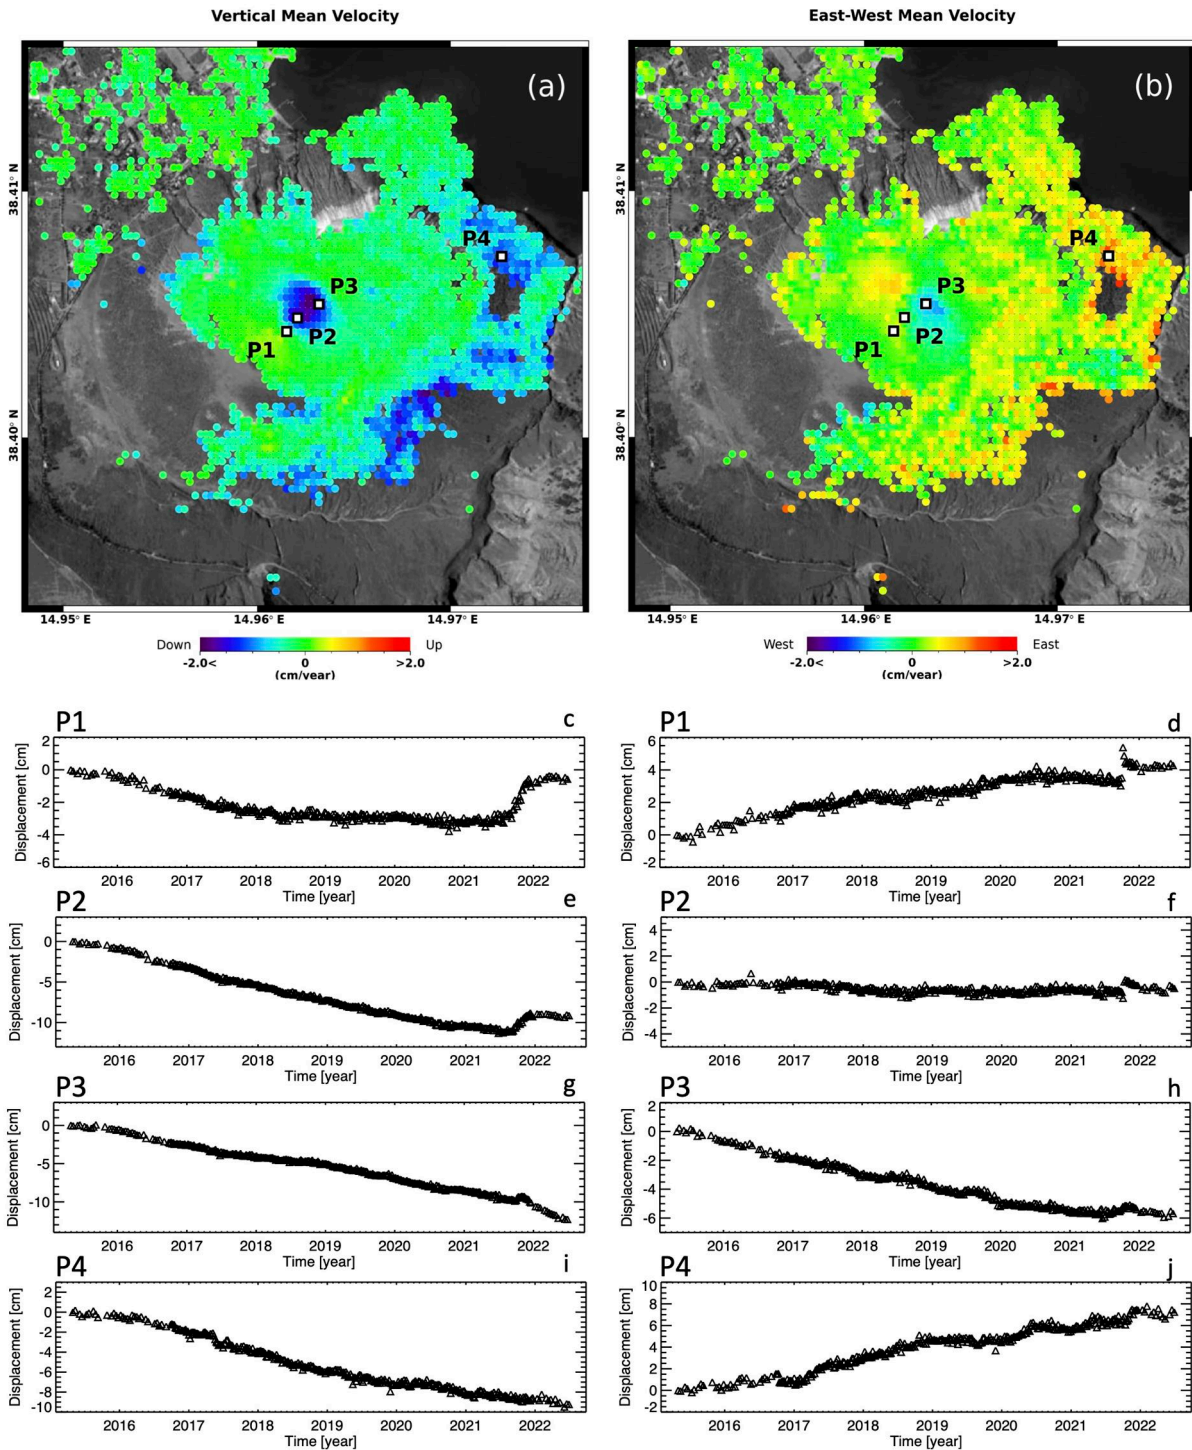 Vertical Mean Velocity
East-West Mean Velocity
(a)
(b)
38.41° N
38.40° N
38.41° N
38.40° N
P4
P3
P2
P1
P4
P3
P2
P1
14.95° E
14.96° E
14.97° E
14.95° E
14.96° E
14.97° E
Down
Up
-2.0<
0
>2.0
(cm/year)
West
East
-2.0<
0
>2.0
(cm/year)
P1
c
Displacement [cm]
2
0
-2
-4
-6
2016 2017 2018 2019 2020 2021 2022
Time [year]
P1
d
Displacement [cm]
6
4
2
0
-2
2016 2017 2018 2019 2020 2021 2022
Time [year]
P2
e
Displacement [cm]
0
-5
-10
2016 2017 2018 2019 2020 2021 2022
Time [year]
P2
f
Displacement [cm]
4
2
0
-2
-4
2016 2017 2018 2019 2020 2021 2022
Time [year]
P3
g
Displacement [cm]
0
-5
-10
2016 2017 2018 2019 2020 2021 2022
Time [year]
P3
h
Displacement [cm]
2
0
-2
-4
-6
2016 2017 2018 2019 2020 2021 2022
Time [year]
P4
i
Displacement [cm]
2
0
-2
-4
-6
-8
-10
2016 2017 2018 2019 2020 2021 2022
Time [year]
P4
j
Displacement [cm]
10
8
6
4
2
0
-2
2016 2017 2018 2019 2020 2021 2022
Time [year]